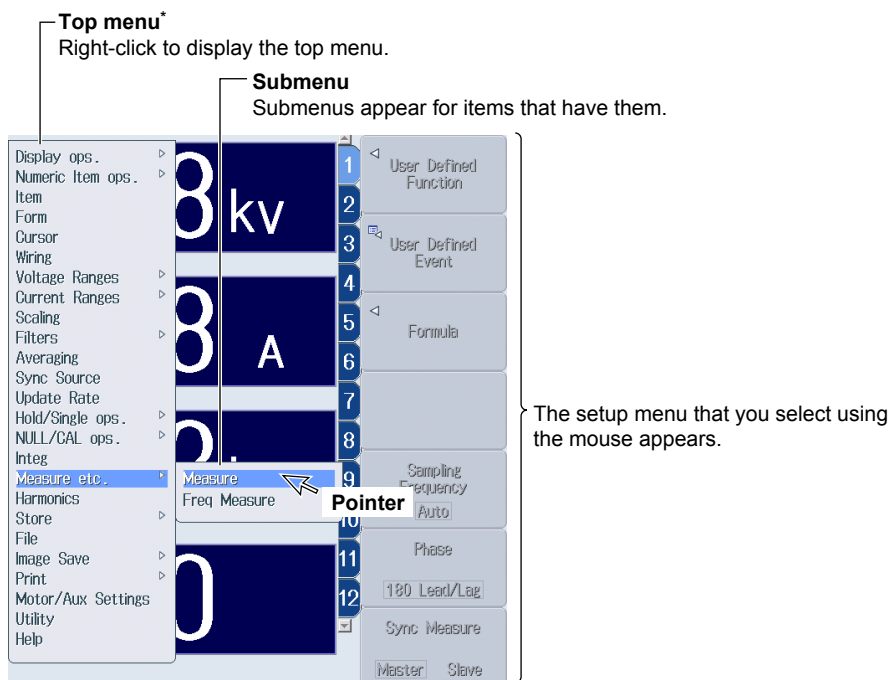 Top menu*
Right-click to display the top menu.
Submenu
Submenus appear for items that have them.
Display ops.
Numeric Item ops.
Item
Form
Cursor
Wiring
Voltage Ranges
Current Ranges
Scaling
Filters
Averaging
Sync Source
Update Rate
Hold/Single ops.
NULL/CAL ops.
Integ
Measure etc.
Harmonics
Store
File
Image Save
Print
Motor/Aux Settings
Utility
Help
Measure
Freq Measure
Pointer
8 kv
8 A
0
1
2
3
4
5
6
7
8
9
10
11
12
User Defined
Function
User Defined
Event
Formula
Sampling
Frequency
Auto
Phase
180 Lead/Lag
Sync Measure
Master Slave
The setup menu that you select using
the mouse appears.